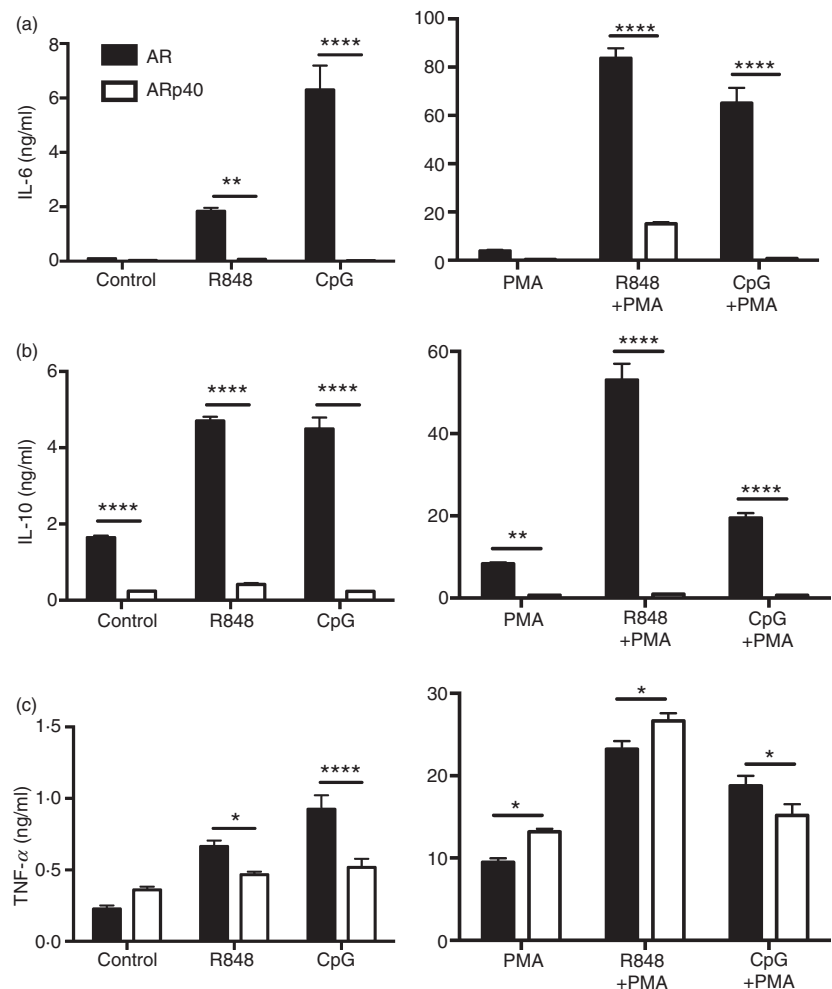 (a)
8
6
4
2
0
IL-6 (ng/ml)
AR
ARp40
**
****
Control
R848
CpG
100
80
60
40
20
0
****
****
PMA
R848
+PMA
CpG
+PMA
(b)
6
4
2
0
IL-10 (ng/ml)
****
****
****
Control
R848
CpG
60
40
20
0
**
****
****
PMA
R848
+PMA
CpG
+PMA
(c)
1·5
1·0
0·5
0·0
TNF-α (ng/ml)
*
****
Control
R848
CpG
30
20
10
0
*
*
*
PMA
R848
+PMA
CpG
+PMA